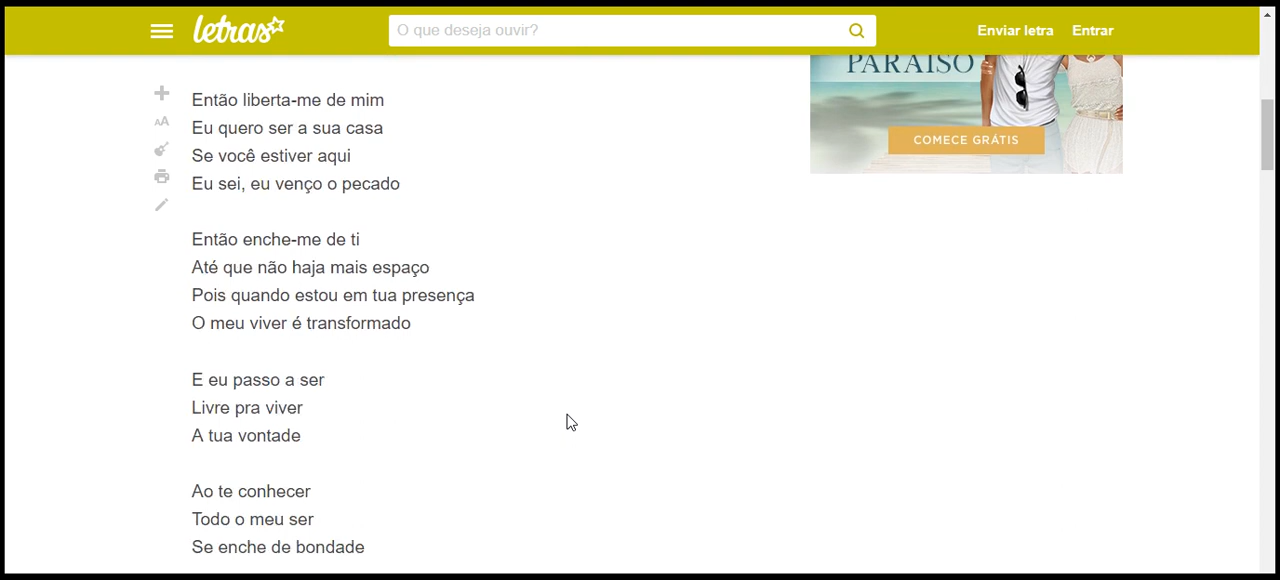 letras
O que deseja ouvir?
Enviar letra
Entrar
PARAÍSO
COMECE GRÁTIS
AA
Então liberta-me de mim
Eu quero ser a sua casa
Se você estiver aqui
Eu sei, eu venço o pecado
Então enche-me de ti
Até que não haja mais espaço
Pois quando estou em tua presença
O meu viver é transformado
E eu passo a ser
Livre pra viver
A tua vontade
Ao te conhecer
Todo o meu ser
Se enche de bondade